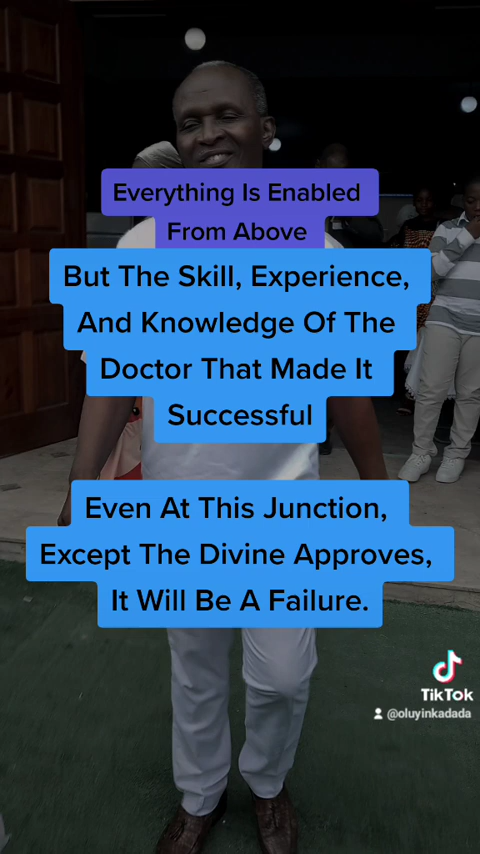 Everything Is Enabled
From Above
But The Skill, Experience,
And Knowledge Of The
Doctor That Made It
Successful
Even At This Junction,
Except The Divine Approves,
It Will Be A Failure.
TikTok
@oluyinkadada